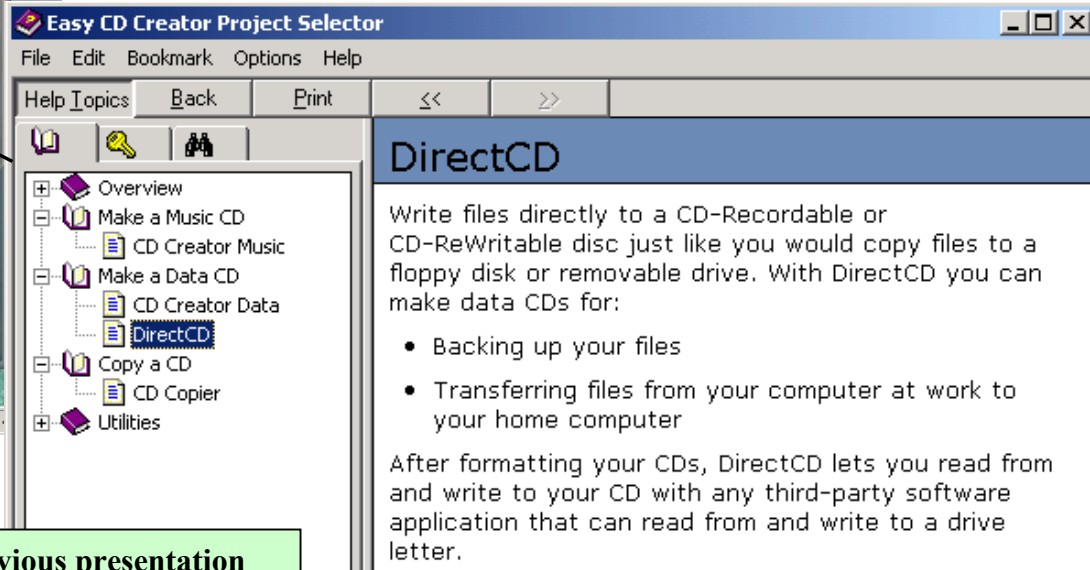 Easy CD Creator Project Selector
File Edit Bookmark Options Help
Help Topics Back Print << >>
Overview
Make a Music CD
CD Creator Music
Make a Data CD
CD Creator Data
DirectCD
Copy a CD
CD Copier
Utilities
DirectCD
Write files directly to a CD-Recordable or
CD-ReWritable disc just like you would copy files to a
floppy disk or removable drive. With DirectCD you can
make data CDs for:
• Backing up your files
• Transferring files from your computer at work to
your home computer
After formatting your CDs, DirectCD lets you read from
and write to your CD with any third-party software
application that can read from and write to a drive
letter.
presentation